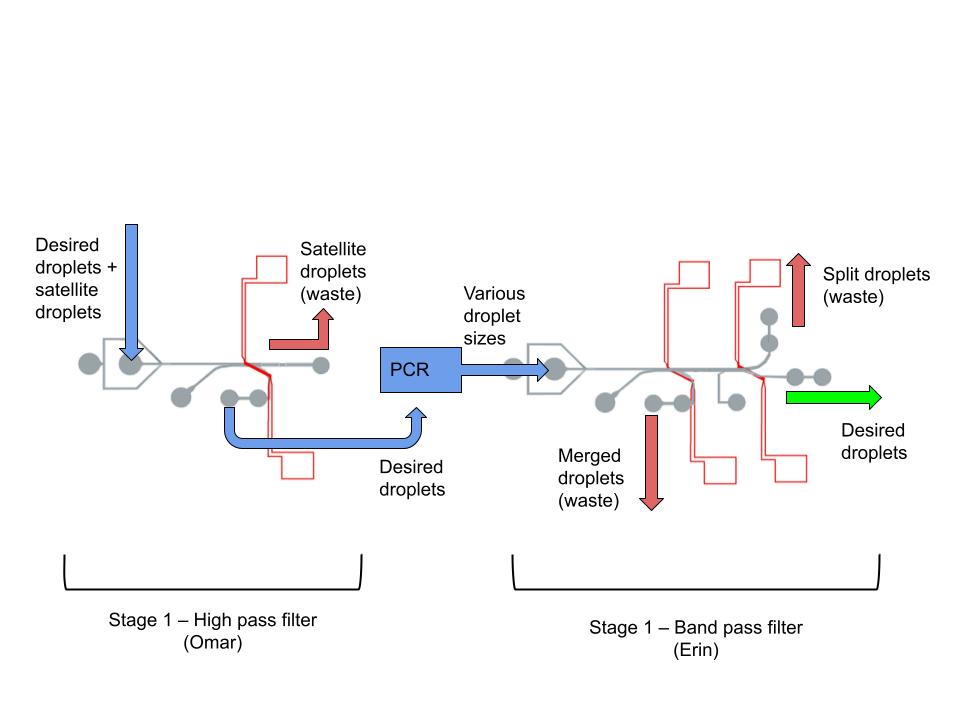 Desired
droplets +
satellite
droplets
Satellite
droplets
(waste)
Various
droplet
sizes
PCR
Split droplets
(waste)
Desired
droplets
Merged
droplets
(waste)
Desired
droplets
Stage 1 – High pass filter
(Omar)
Stage 1 – Band pass filter
(Erin)